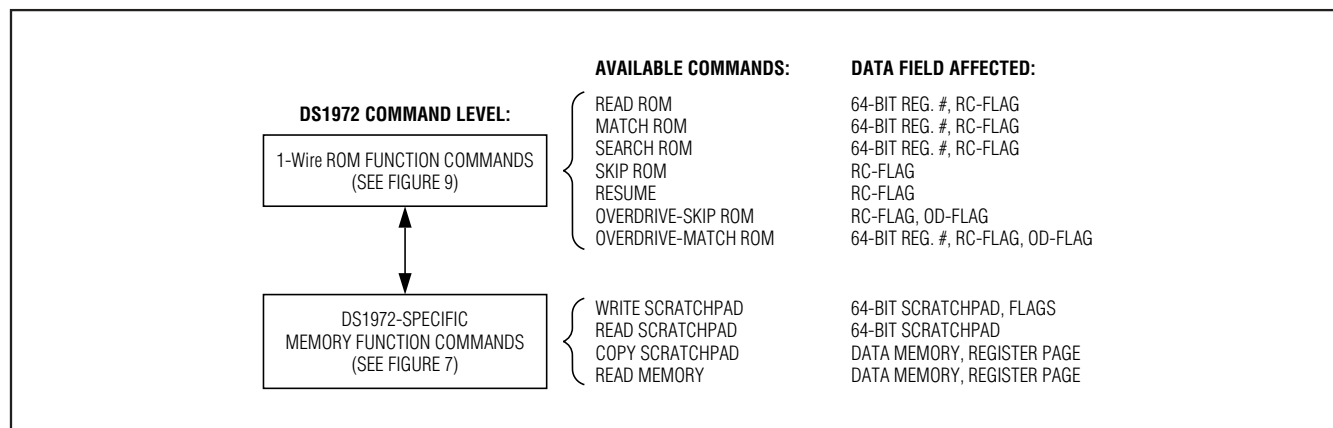 AVAILABLE COMMANDS: DATA FIELD AFFECTED:
DS1972 COMMAND LEVEL:
1-Wire ROM FUNCTION COMMANDS
(SEE FIGURE 9)
READ ROM 64-BIT REG. #, RC-FLAG
MATCH ROM 64-BIT REG. #, RC-FLAG
SEARCH ROM 64-BIT REG. #, RC-FLAG
SKIP ROM RC-FLAG
RESUME RC-FLAG
OVERDRIVE-SKIP ROM RC-FLAG, OD-FLAG
OVERDRIVE-MATCH ROM 64-BIT REG. #, RC-FLAG, OD-FLAG
DS1972-SPECIFIC
MEMORY FUNCTION COMMANDS
(SEE FIGURE 7)
WRITE SCRATCHPAD 64-BIT SCRATCHPAD, FLAGS
READ SCRATCHPAD 64-BIT SCRATCHPAD
COPY SCRATCHPAD DATA MEMORY, REGISTER PAGE
READ MEMORY DATA MEMORY, REGISTER PAGE